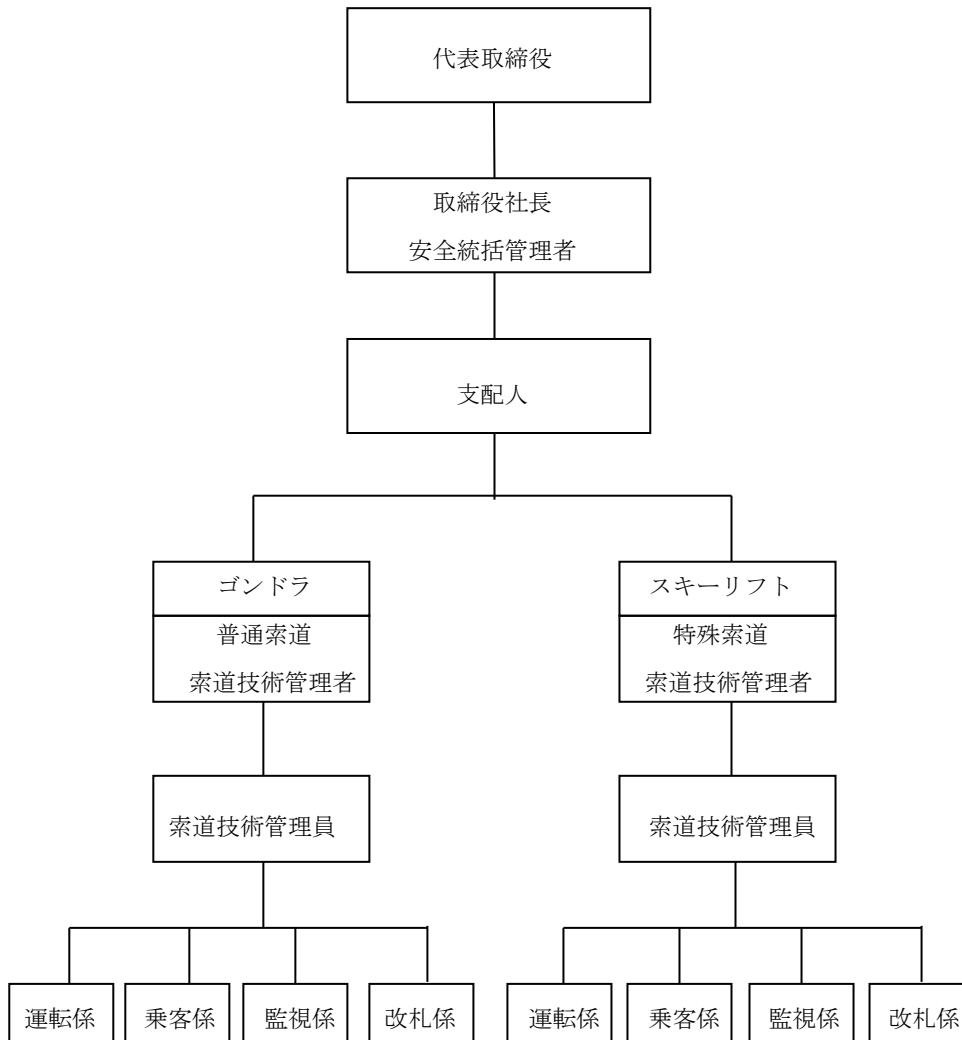 代表取締役
取締役社長
安全統括管理者
支配人
ゴンドラ
普通索道
索道技術管理者
スキーリフト
特殊索道
索道技術管理者
索道技術管理員
索道技術管理員
運転係
乗客係
監視係
改札係
運転係
乗客係
監視係
改札係